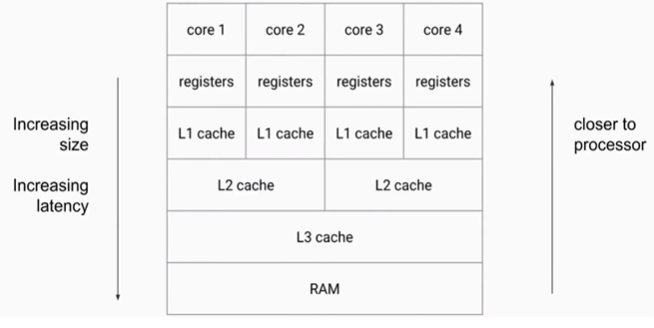 core 1 core 2 core 3 core 4
registers registers registers registers
Increasing
size
L1 cache L1 cache L1 cache L1 cache
closer to
processor
Increasing
latency
L2 cache L2 cache
L3 cache
RAM